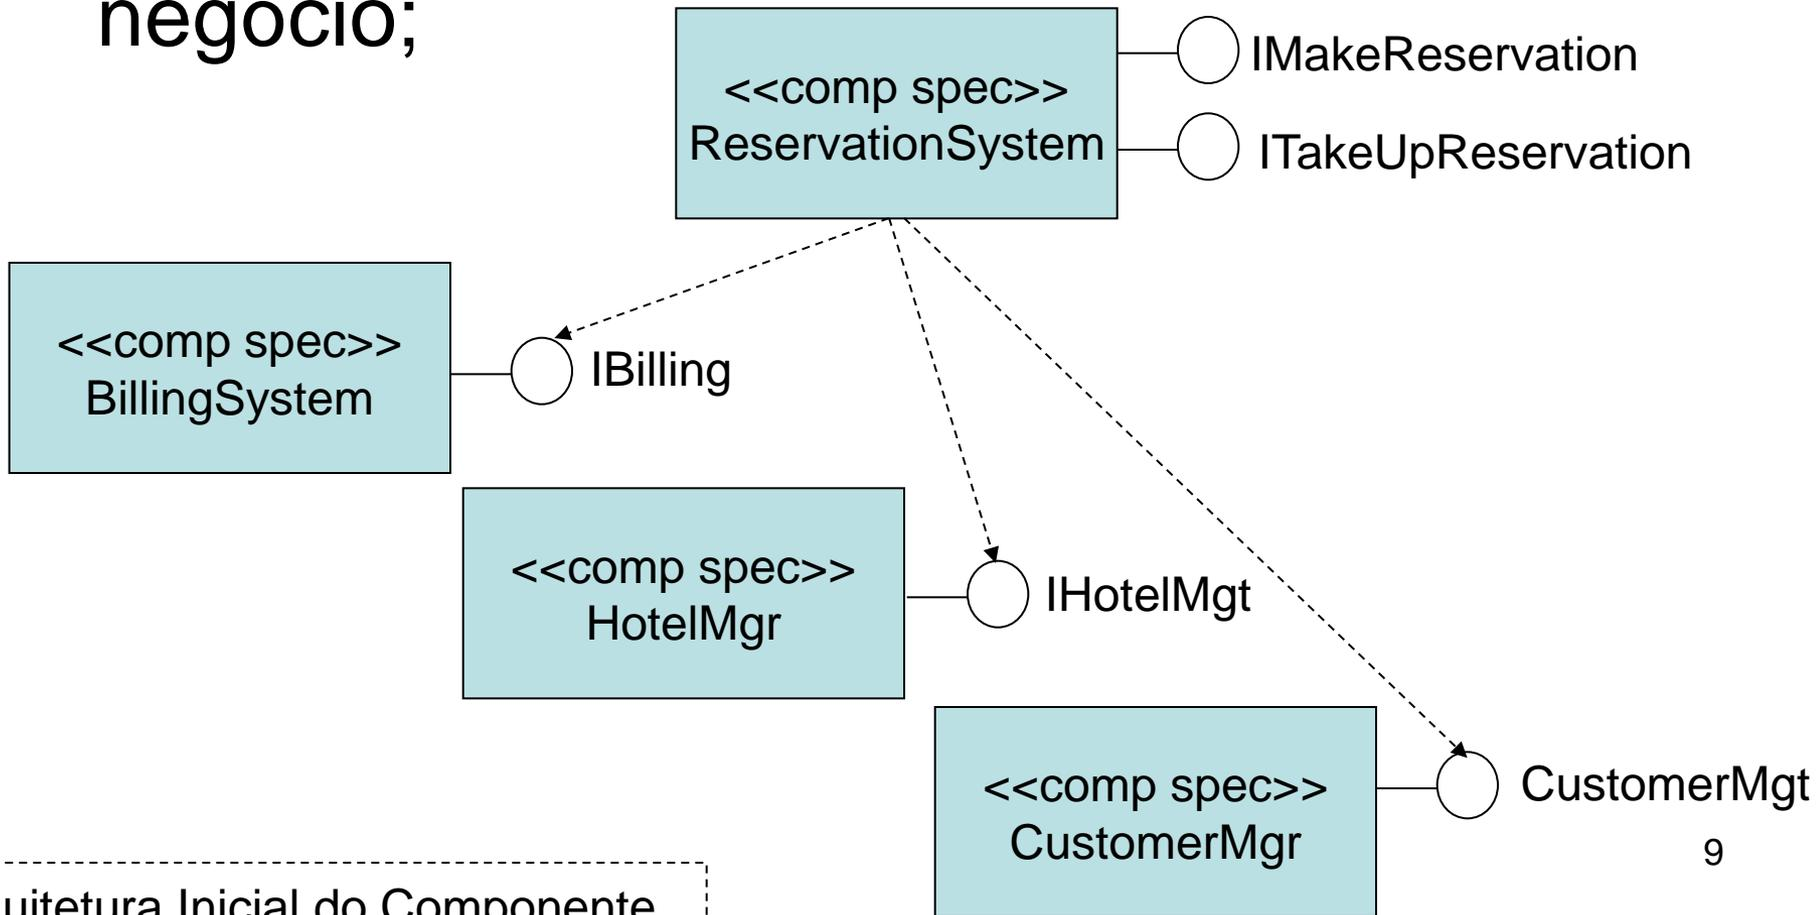 negócio;
<<comp spec>>
ReservationSystem
IMakeReservation
ITakeUpReservation
<<comp spec>>
BillingSystem
IBilling
<<comp spec>>
HotelMgr
IHotelMgt
<<comp spec>>
CustomerMgr
CustomerMgt
9
uitetura Inicial do Componente